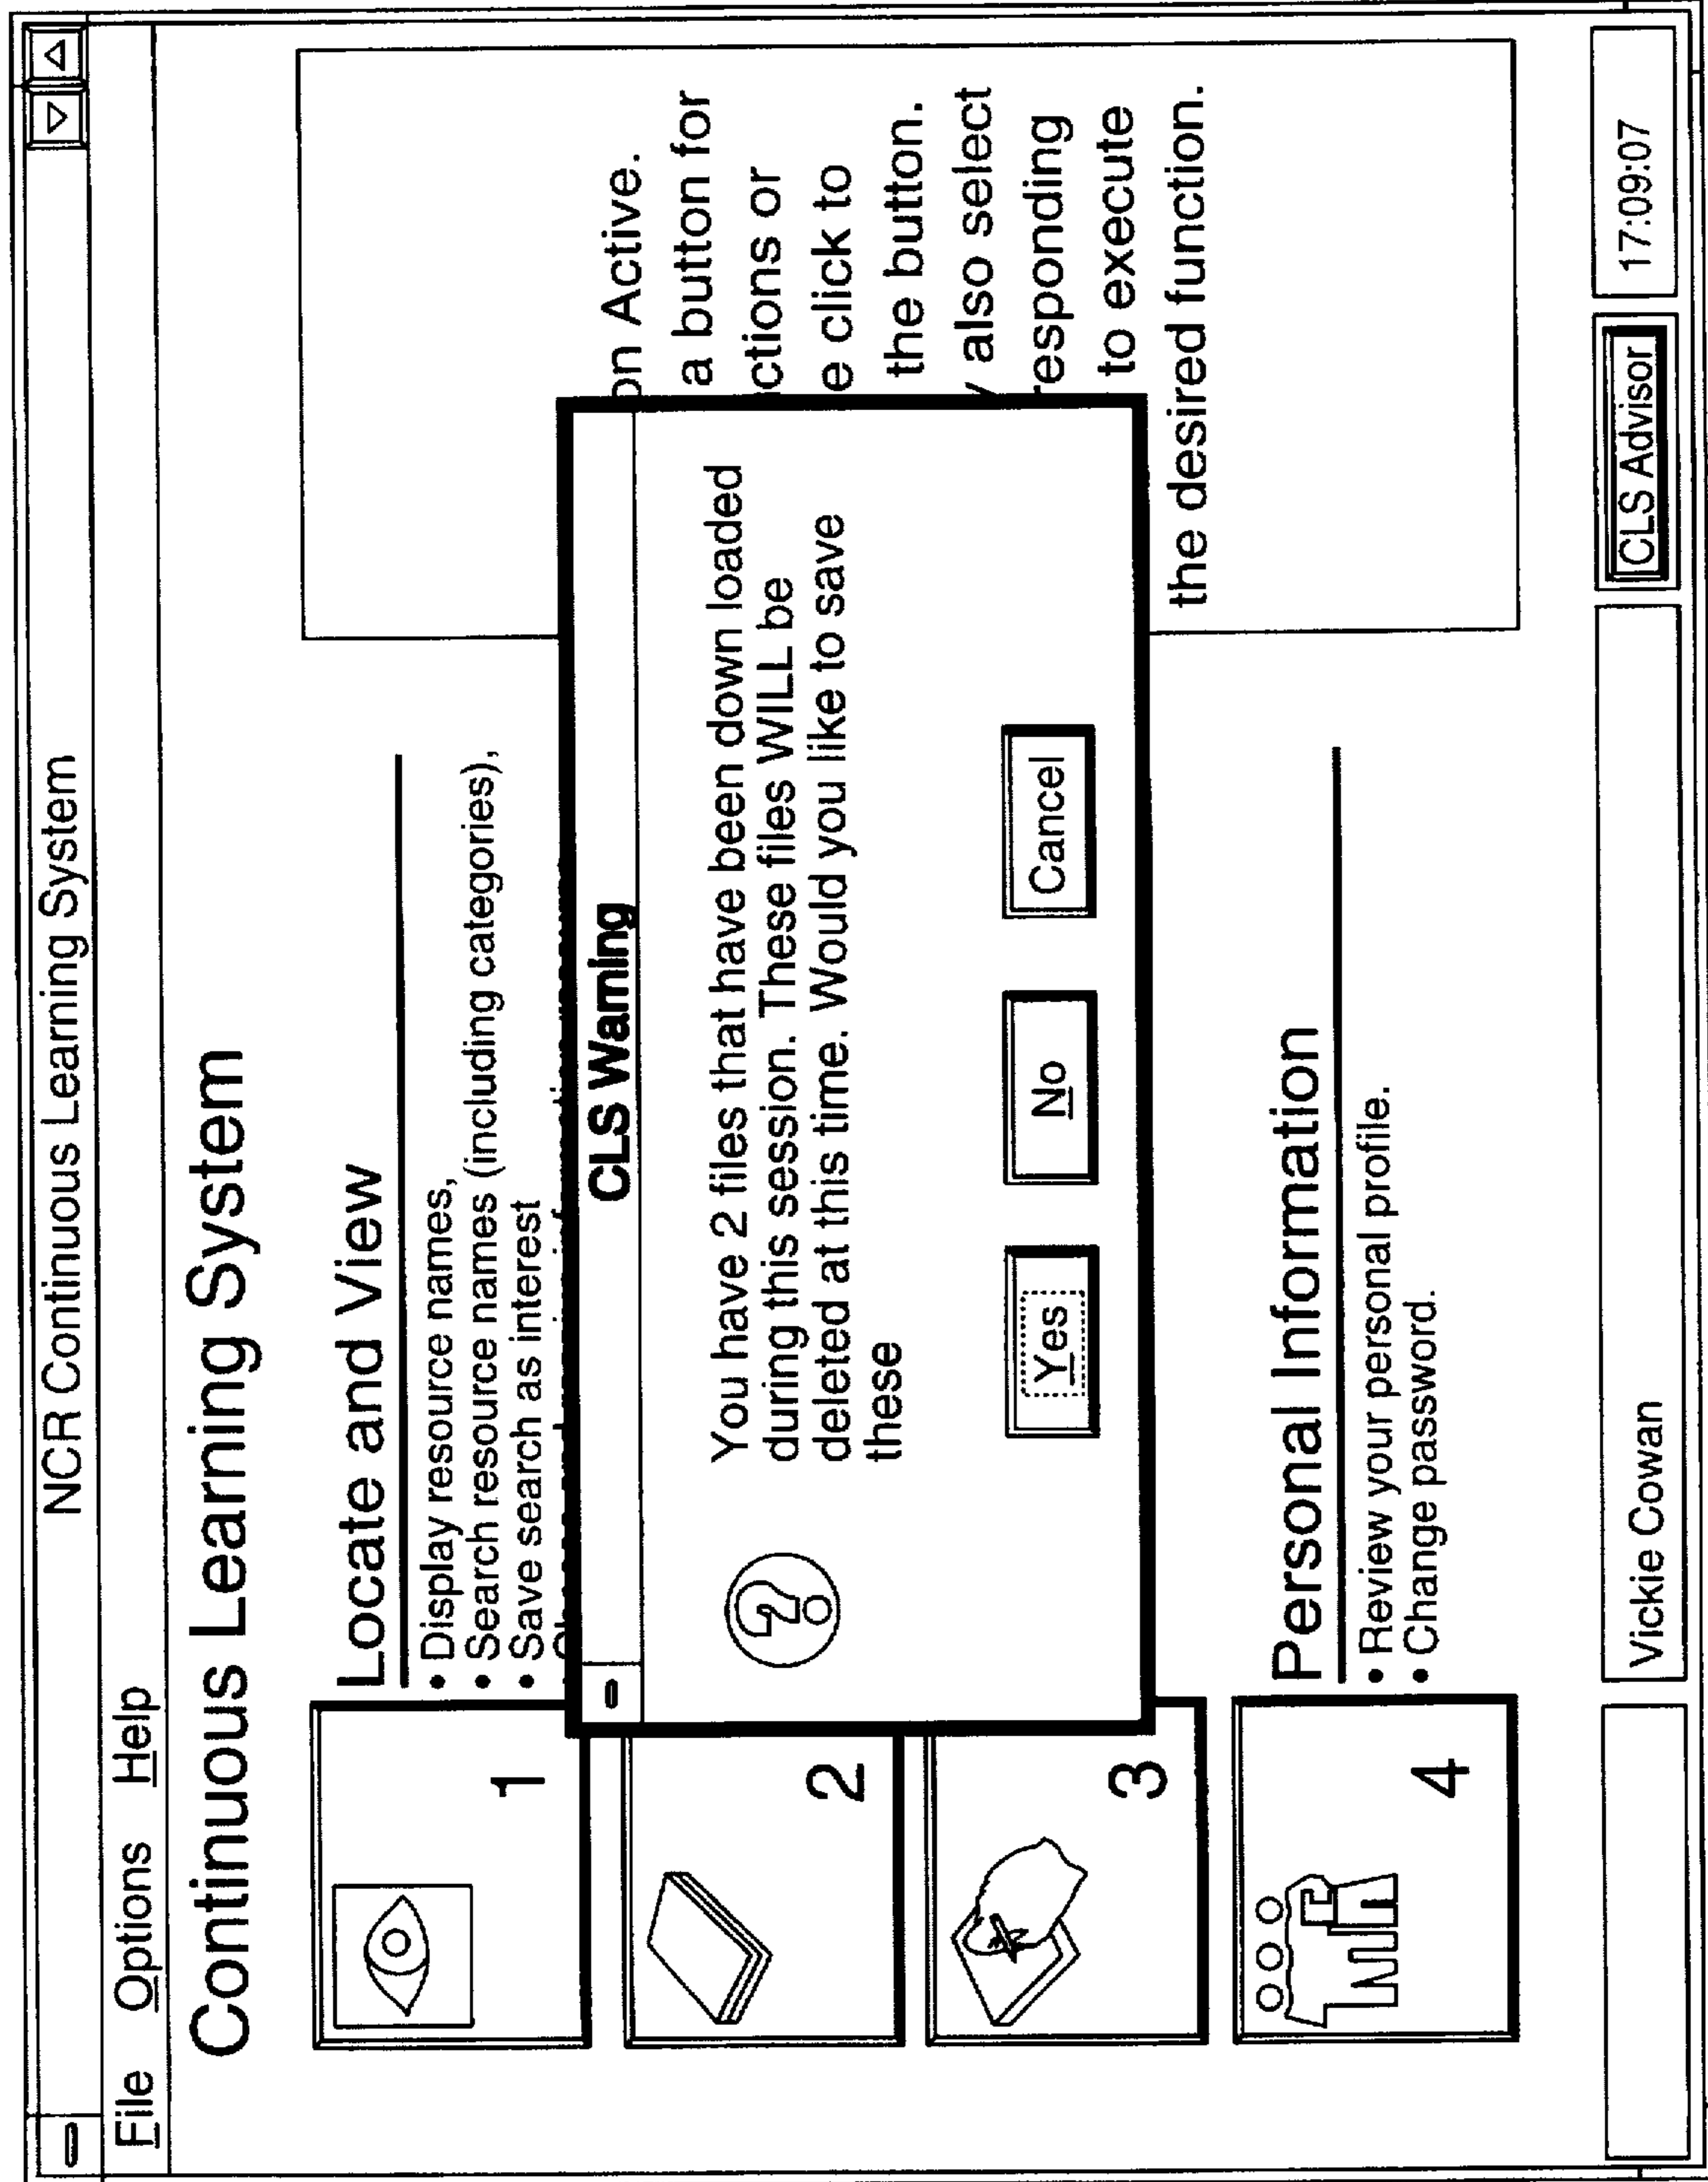 NCR Continuous Learning System
File Options Help
Continuous Learning System
1
Locate and View
• Display resource names,
• Search resource names (including categories),
• Save search as interest
2
3
CLS Warning
You have 2 files that have been down loaded
during this session. These files WILL be
deleted at this time. Would you like to save
these
Yes No Cancel
on Active.
a button for
ctions or
e click to
the button.
also select
responding
to execute
the desired function.
4
Personal Information
• Review your personal profile.
• Change password.
Vickie Cowan
CLS Advisor
17:09:07